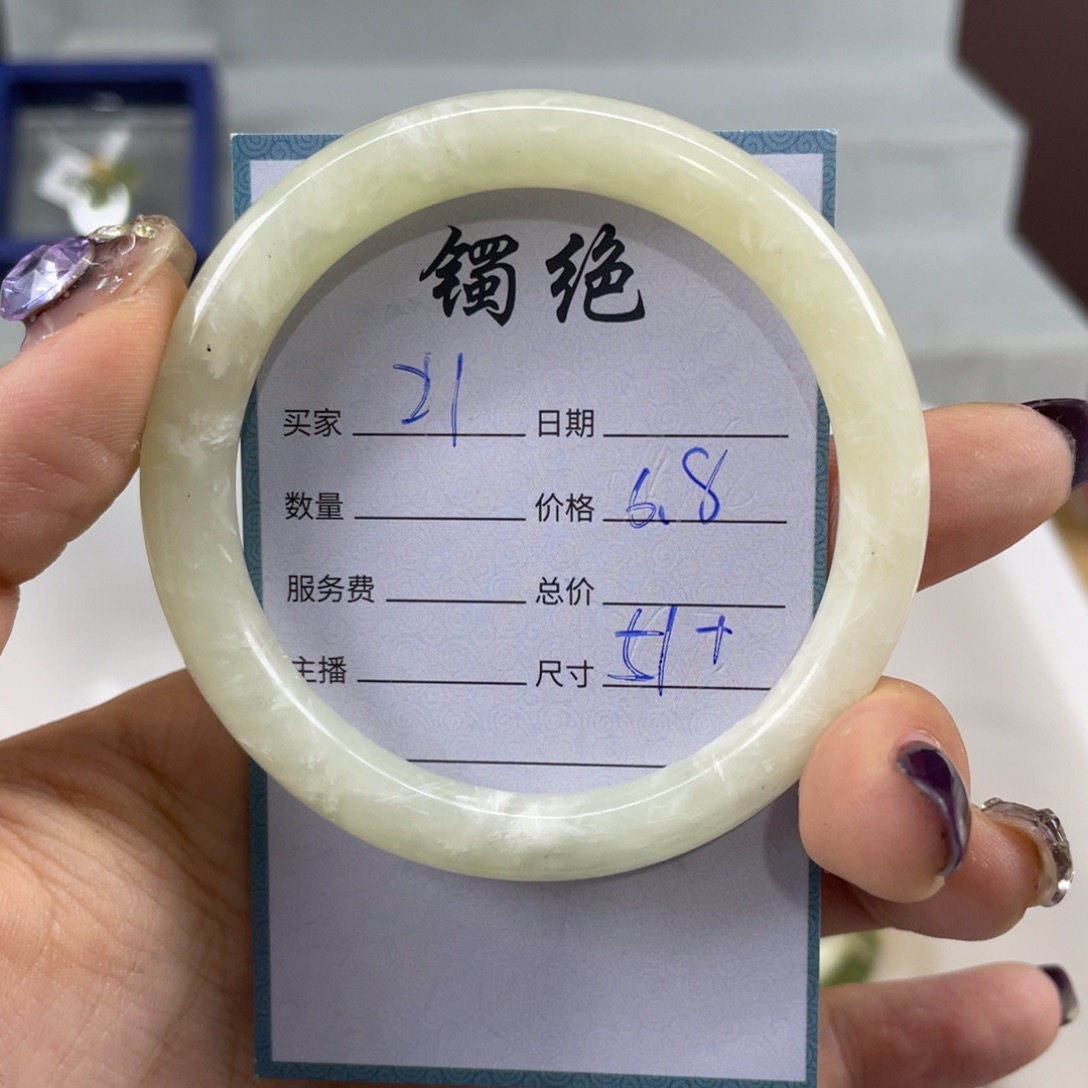 镯绝
买家 21 日期
数量 价格 6.8
服务费 总价
主播 尺寸 51+